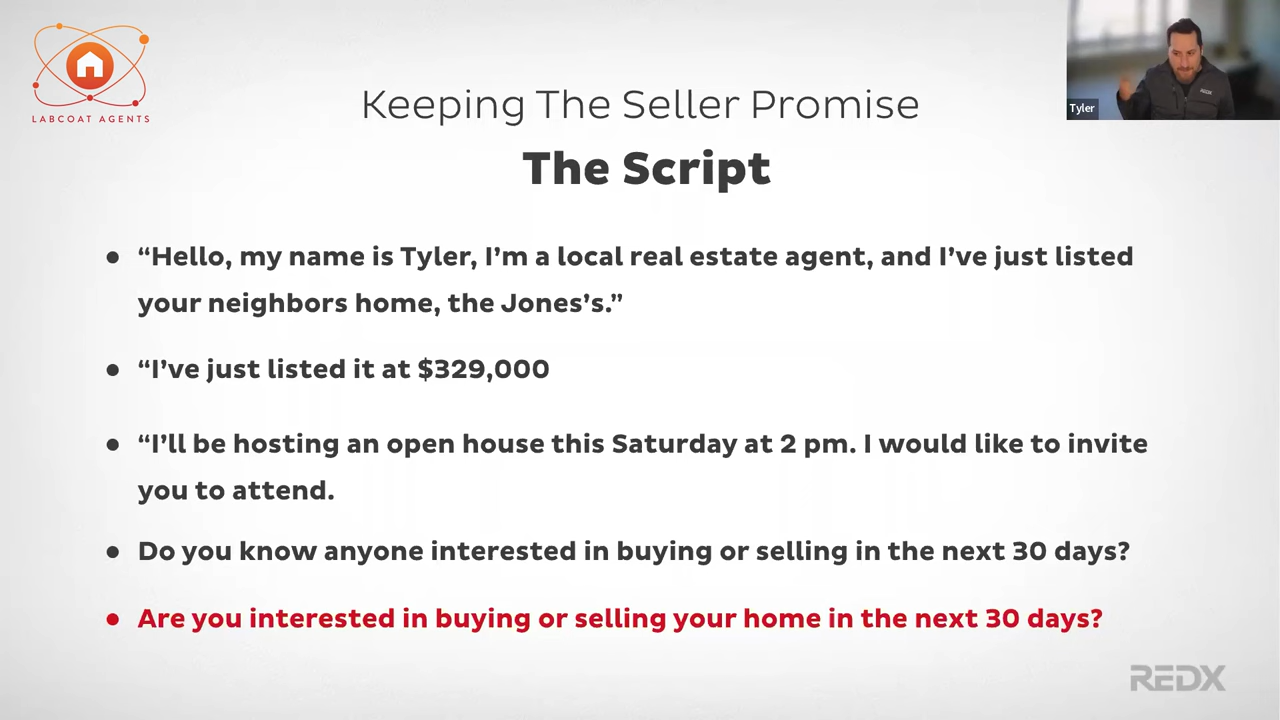 LABCOAT AGENTS
Keeping The Seller Promise
The Script
REDX
Tyler
• “Hello, my name is Tyler, I’m a local real estate agent, and I’ve just listed
your neighbors home, the Jones’s.”
• “I’ve just listed it at $329,000
• “I’ll be hosting an open house this Saturday at 2 pm. I would like to invite
you to attend.
• Do you know anyone interested in buying or selling in the next 30 days?
• Are you interested in buying or selling your home in the next 30 days?
REDX